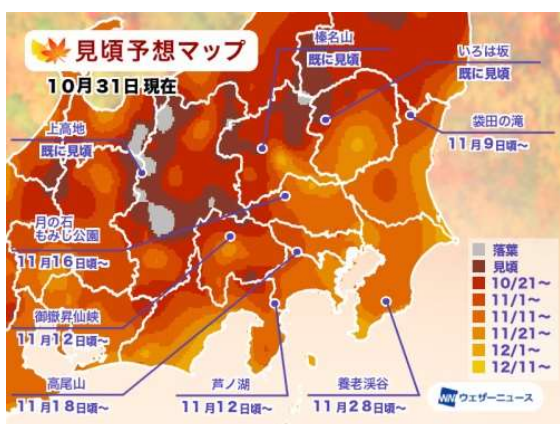 見頃予想マップ
10月31日 現在
榛名山
既に見頃
いろは坂
既に見頃
袋田の滝
11月9日頃~
上高地
既に見頃
月の石
もみじ公園
11月16日頃~
御嶽昇仙峡
11月12日頃~
高尾山
11月18日頃~
芦ノ湖
11月12日頃~
養老渓谷
11月28日頃~
落葉
見頃
10/21~
11/1~
11/11~
11/21~
12/1~
12/11~
WN ウェザーニュース